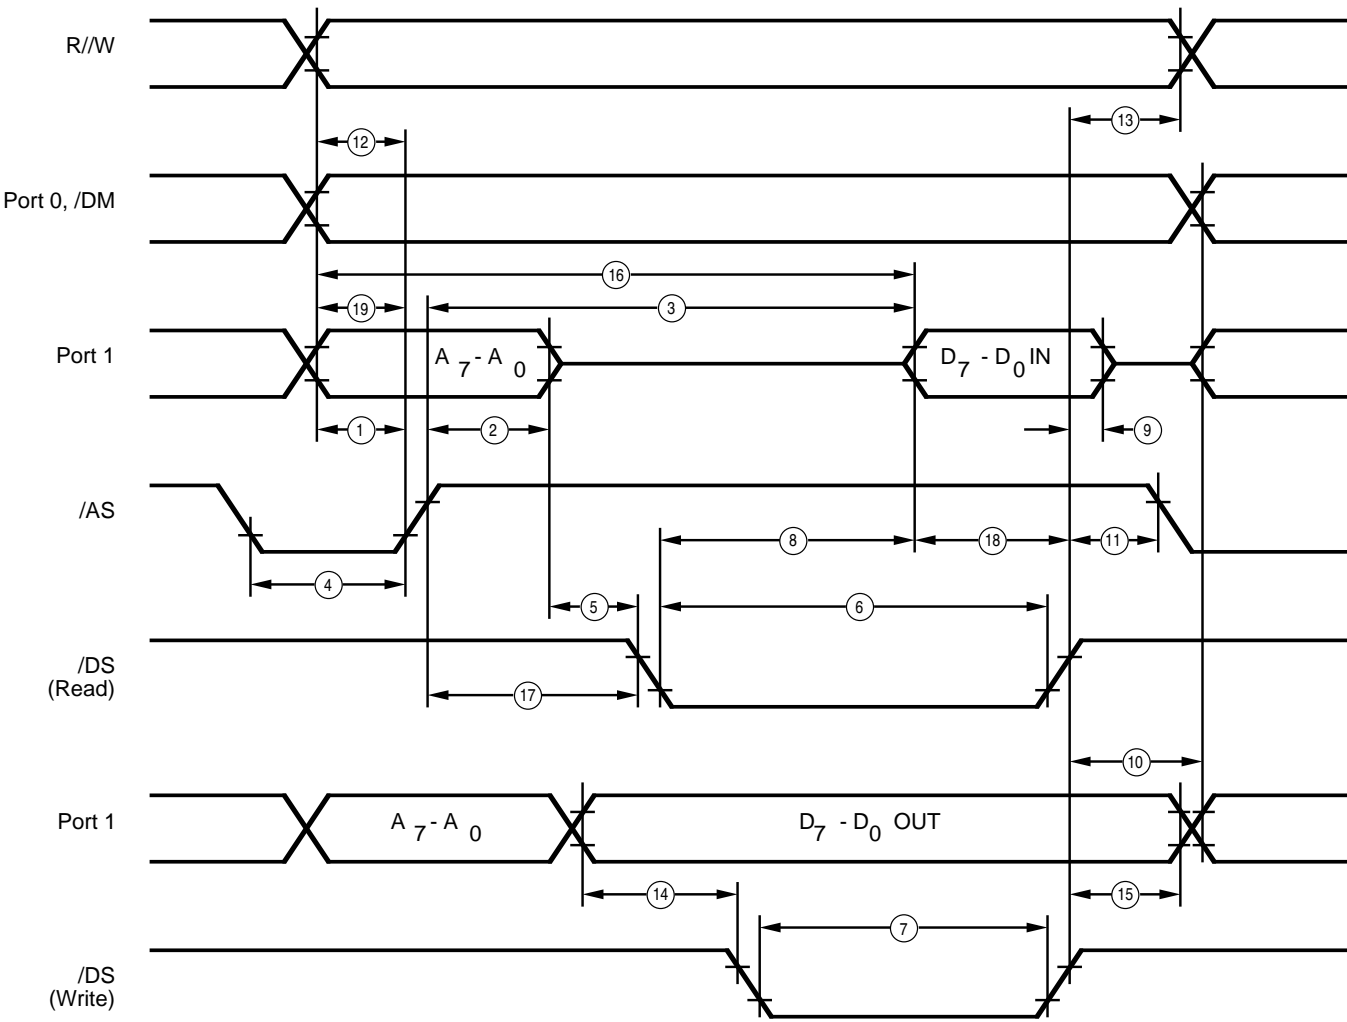 R//W
13
12
Port 0, /DM
16
19
3
Port 1
A 7 - A 0
D7 - D0 IN
1
2
9
/AS
8
18
11
4
5
6
/DS
(Read)
17
10
Port 1
A 7 - A 0
D7 - D0 OUT
14
15
7
/DS
(Write)